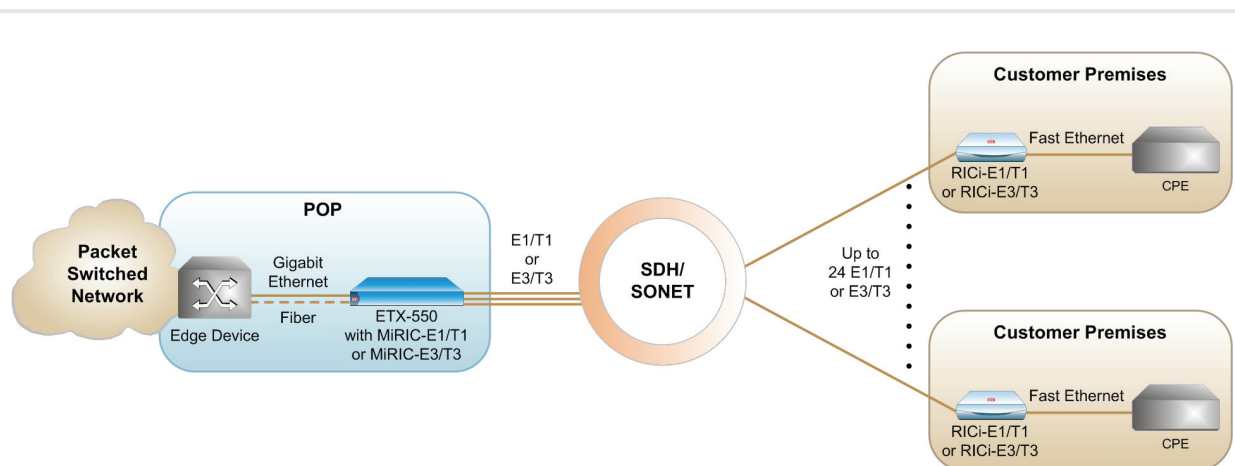 Packet
Switched
Network
POP
Gigabit
Ethernet
Fiber
Edge Device
ETX-550
with MiRIC-E1/T1
or MiRIC-E3/T3
E1/T1
or
E3/T3
SDH/
SONET
Up to
24 E1/T1
or E3/T3
Customer Premises
Fast Ethernet
RICi-E1/T1
or RICi-E3/T3
CPE
Customer Premises
Fast Ethernet
RICi-E1/T1
or RICi-E3/T3
CPE